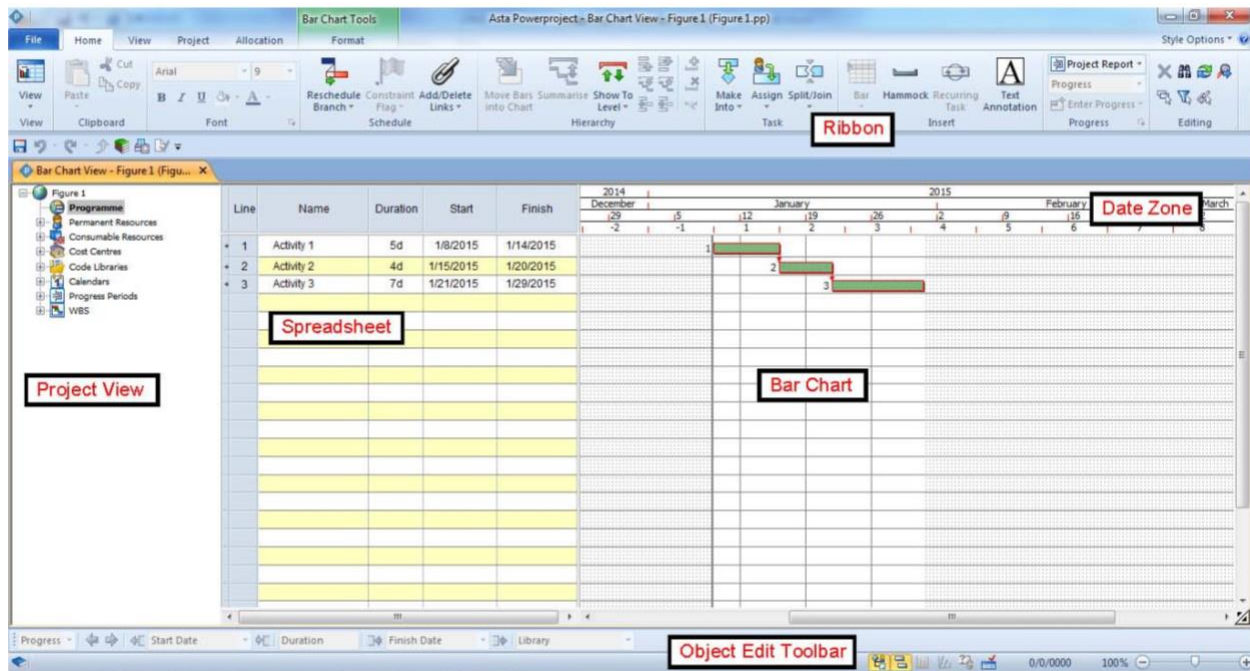 Bar Chart Tools
Asta Powerproject - Bar Chart View - Figure 1 (Figure 1.pp)
File Home View Project Allocation Format Style Options
View
Paste
Cut
Copy
Arial 9
B I U A
Reschedule Branch
Constraint Flag
Add/Delete Links
Move Bars into Chart
Summarise
Show To Level
Make Into
Assign
Split/Join
Bar
Hammock
Recurring Task
A
Text Annotation
Project Report
Progress
Enter Progress
View Clipboard Font Schedule Hierarchy Task Insert Progress Editing
Ribbon
Bar Chart View - Figure 1 (Figu... X
Figure 1
Programme
Permanent Resources
Consumable Resources
Cost Centres
Code Libraries
Calendars
Progress Periods
WBS
Project View
Line Name Duration Start Finish
1 Activity 1 5d 1/8/2015 1/14/2015
2 Activity 2 4d 1/15/2015 1/20/2015
3 Activity 3 7d 1/21/2015 1/29/2015
Spreadsheet
2014 2015
December January February March
29 5 12 19 26 2 9 16
-2 -1 1 2 3 4 5 6
Date Zone
1
2
3
Bar Chart
Progress Start Date Duration Finish Date Library
Object Edit Toolbar
0/0/0000 100%